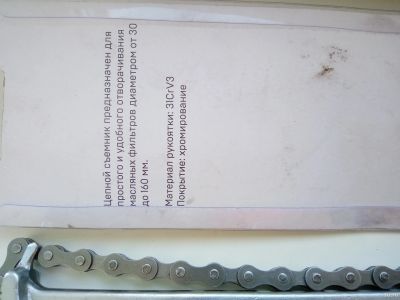 Цепной съемник предназначен для
простого и удобного отворачивания
масляных фильтров диаметром от 30
до 160 мм.
Материал рукоятки: 31CrV3
Покрытие: хромирование